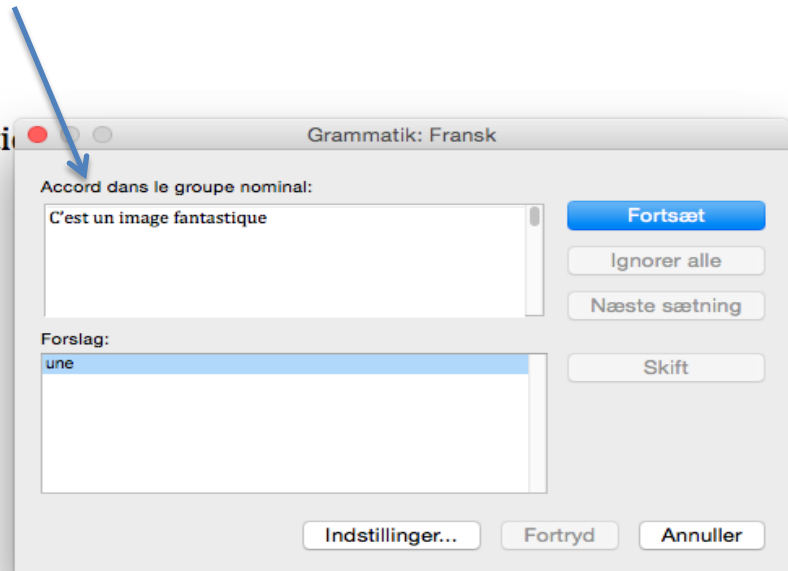 Grammatik: Fransk
Accord dans le groupe nominal:
C'est un image fantastique
Fortsæt
Ignorer alle
Næste sætning
Forslag:
une
Skift
Indstillinger...
Fortryd
Annuller